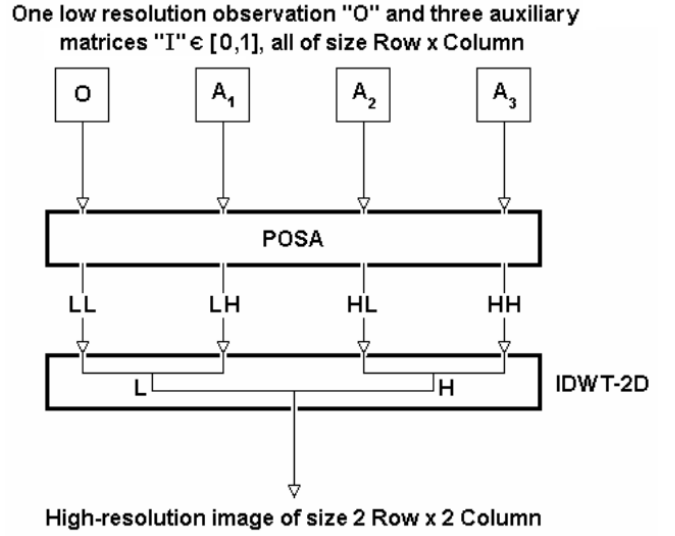 One low resolution observation "O" and three auxiliary
matrices "I" ∈ [0,1], all of size Row x Column
O A1 A2 A3
POSA
LL LH HL HH
L H IDWT-2D
High-resolution image of size 2 Row x 2 Column